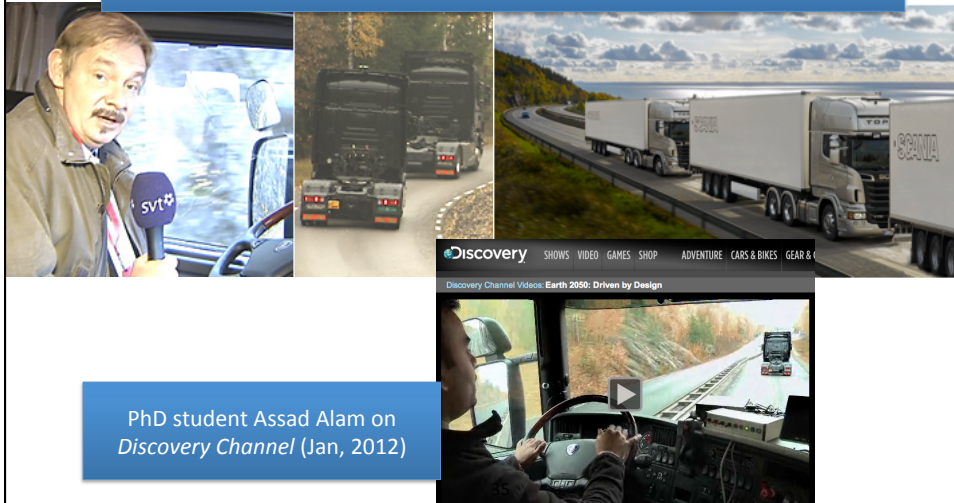 svt
TOP
SCANIA
SCANIA
Discovery SHOWS VIDEO GAMES SHOP ADVENTURE CARS & BIKES GEAR &
Discovery Channel Videos: Earth 2050: Driven by Design
PhD student Assad Alam on
Discovery Channel (Jan, 2012)